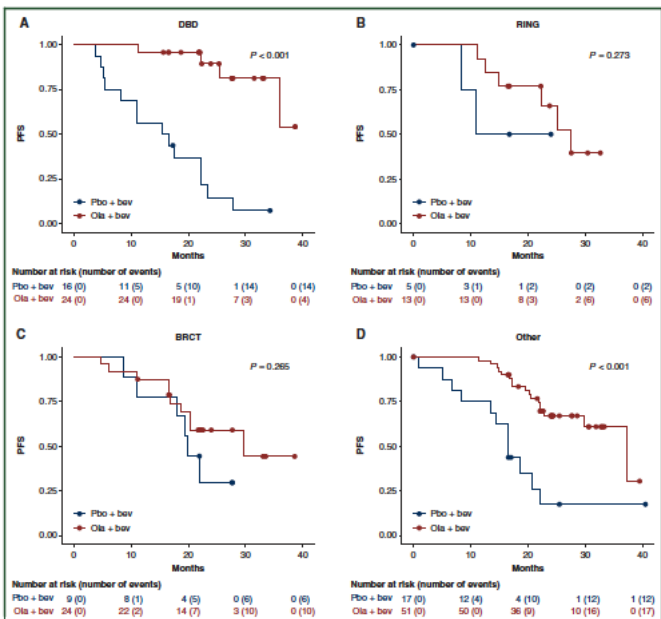 A
DBD
1.00
0.75
0.50
0.25
0.00
PFS
P < 0.001
Pbo + bev
Ola + bev
0 10 20 30 40
Months
Number at risk (number of events)
Pbo + bev 16 (0) 11 (5) 5 (10) 1 (14) 0 (14)
Ola + bev 24 (0) 24 (0) 19 (1) 7 (3) 0 (4)
B
RING
1.00
0.75
0.50
0.25
0.00
PFS
P = 0.273
Pbo + bev
Ola + bev
0 10 20 30 40
Months
Number at risk (number of events)
Pbo + bev 5 (0) 3 (1) 1 (2) 0 (2) 0 (2)
Ola + bev 13 (0) 13 (0) 8 (3) 2 (6) 0 (6)
C
BRCT
1.00
0.75
0.50
0.25
0.00
PFS
P = 0.265
Pbo + bev
Ola + bev
0 10 20 30 40
Months
Number at risk (number of events)
Pbo + bev 9 (0) 8 (1) 4 (5) 0 (6) 0 (6)
Ola + bev 24 (0) 22 (2) 14 (7) 3 (10) 0 (10)
D
Other
1.00
0.75
0.50
0.25
0.00
PFS
P < 0.001
Pbo + bev
Ola + bev
0 10 20 30 40
Months
Number at risk (number of events)
Pbo + bev 17 (0) 12 (4) 4 (10) 1 (12) 1 (12)
Ola + bev 51 (0) 50 (0) 36 (9) 10 (16) 0 (17)